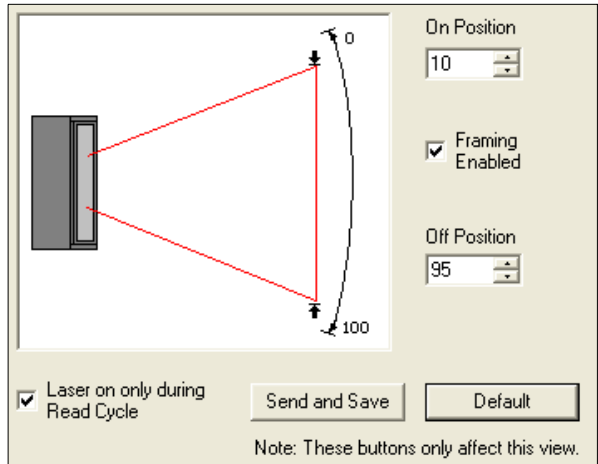 0
100
On Position
10
Framing
Enabled
Off Position
95
Laser on only during
Read Cycle
Send and Save
Default
Note: These buttons only affect this view.